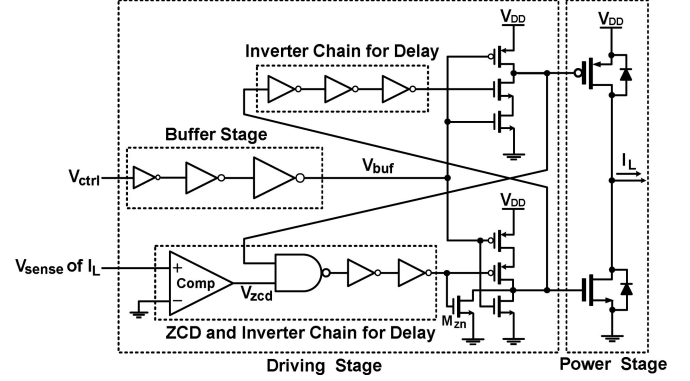 V_DD
V_DD
Inverter Chain for Delay
Buffer Stage
V_ctrl
V_buf
I_L
V_DD
V_sense of I_L
+
Comp
−
V_zcd
M_zn
ZCD and Inverter Chain for Delay
Driving Stage
Power Stage